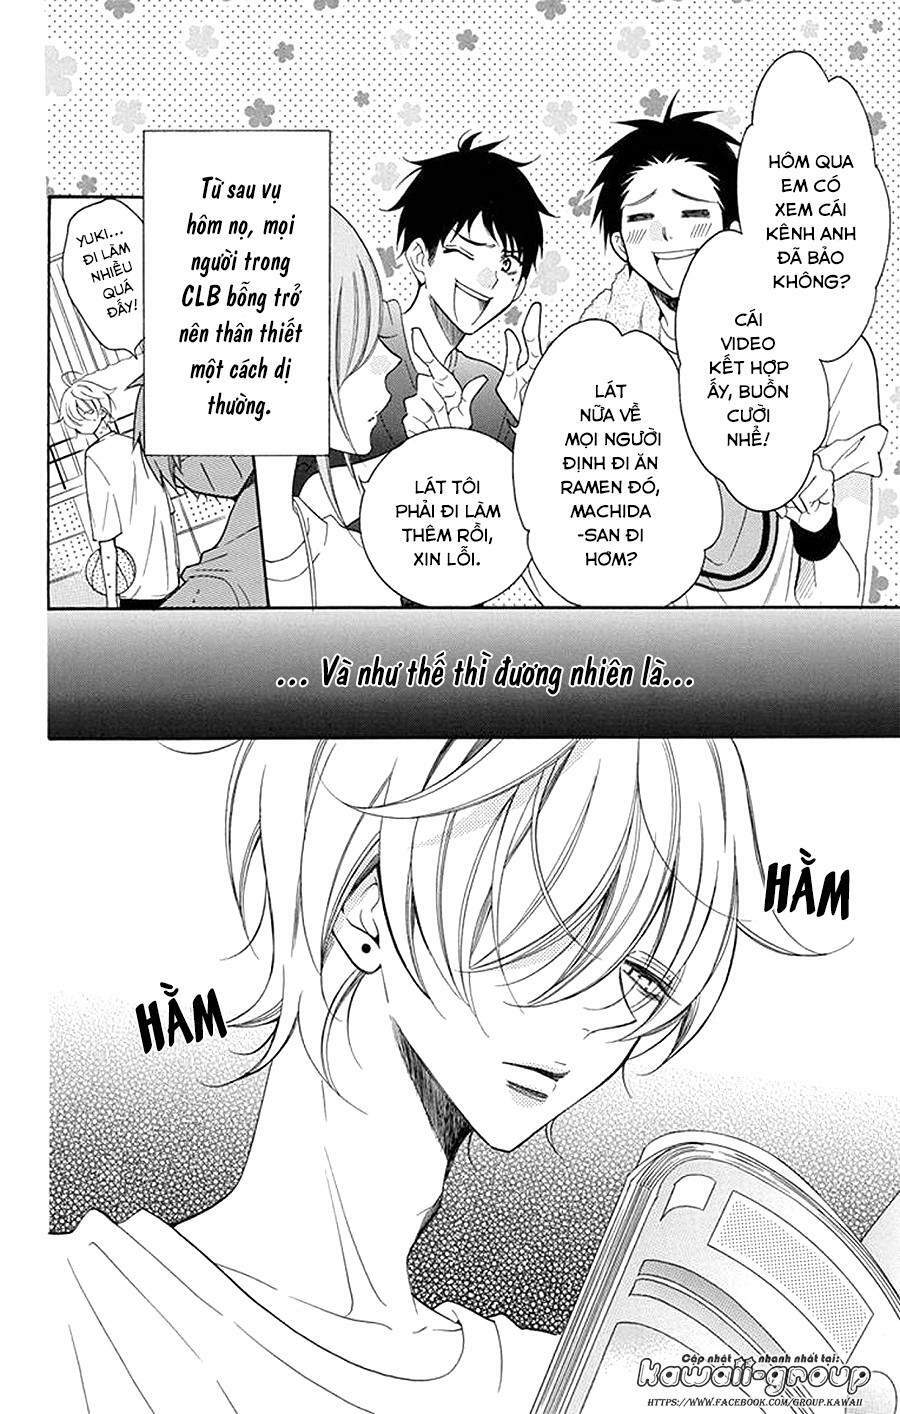 HÔM QUA
EM CÓ
XEM CÁI
KÊNH ANH
ĐÃ BẢO
KHÔNG?
CÁI
VIDEO
KẾT HỢP
ẤY, BUỒN
CƯỜI
NHỂ!
LÁT
NỮA VỀ
MỌI NGƯỜI
ĐỊNH ĐI ĂN
RAMEN ĐÓ,
MACHIDA
-SAN ĐI
HƠM?
LÁT TÔI
PHẢI ĐI LÀM
THÊM RỒI,
XIN LỖI.
Từ sau vụ
hôm nọ, mọi
người trong
CLB bỗng trở
nên thân thiết
một cách dị
thường.
YUKI...
ĐI LÀM
NHIỀU
QUÁ
ĐẤY!
... Và như thế thì đương nhiên là...
HẰM
HẰM
Cập nhật nhanh nhất tại:
kawaii-group
HTTPS://WWW.FACEBOOK.COM/GROUP.KAWAII